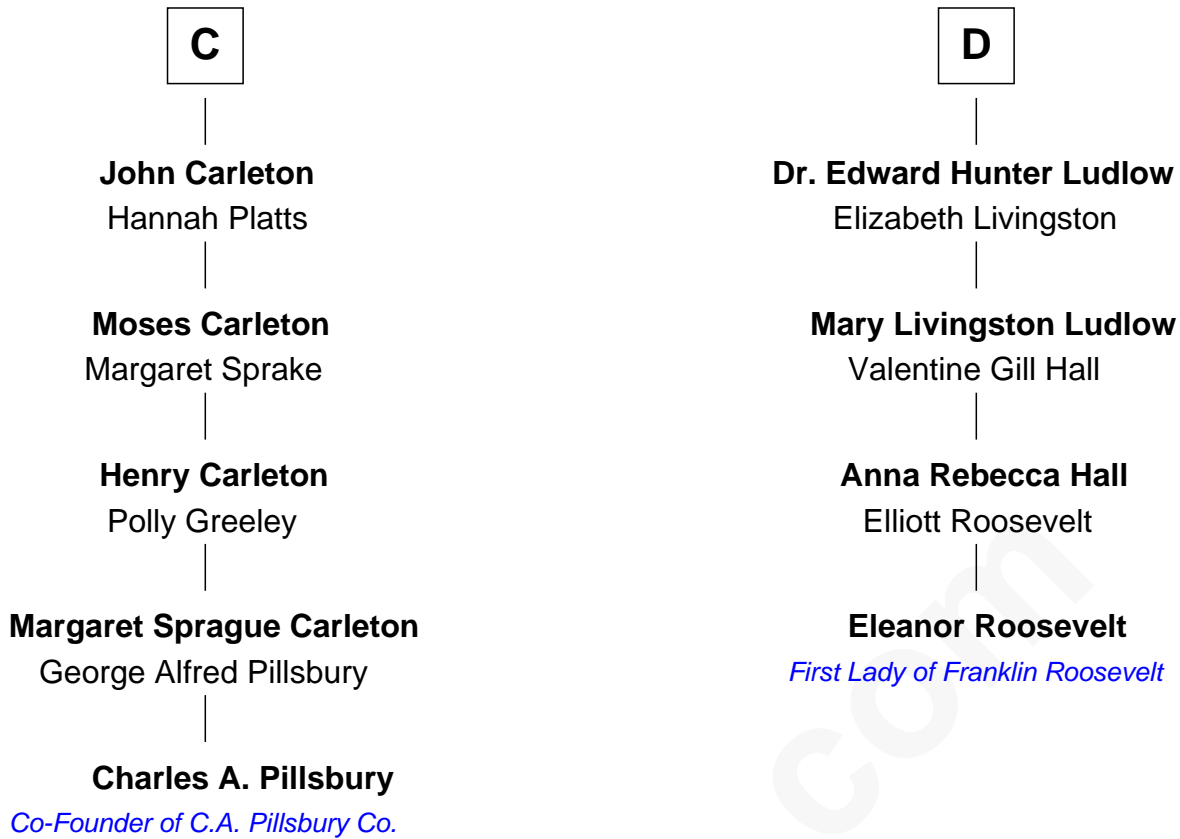 C
John Carleton
Hannah Platts
Moses Carleton
Margaret Sprake
Henry Carleton
Polly Greeley
Margaret Sprague Carleton
George Alfred Pillsbury
Charles A. Pillsbury
Co-Founder of C.A. Pillsbury Co.
D
Dr. Edward Hunter Ludlow
Elizabeth Livingston
Mary Livingston Ludlow
Valentine Gill Hall
Anna Rebecca Hall
Elliott Roosevelt
Eleanor Roosevelt
First Lady of Franklin Roosevelt
com